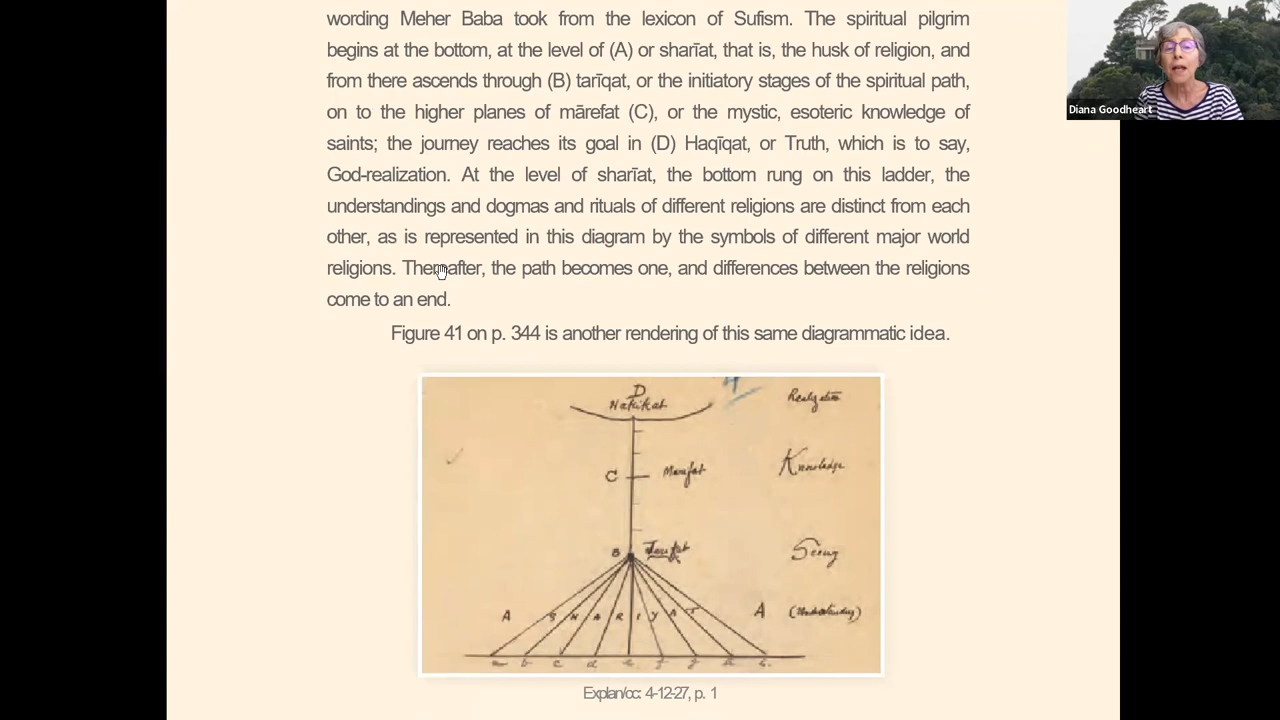 wording Meher Baba took from the lexicon of Sufism. The spiritual pilgrim
begins at the bottom, at the level of (A) or sharīat, that is, the husk of religion, and
from there ascends through (B) tarīqat, or the initiatory stages of the spiritual path,
on to the higher planes of mārefat (C), or the mystic, esoteric knowledge of
saints; the journey reaches its goal in (D) Haqīqat, or Truth, which is to say,
God-realization. At the level of sharīat, the bottom rung on this ladder, the
understandings and dogmas and rituals of different religions are distinct from each
other, as is represented in this diagram by the symbols of different major world
religions. Thereafter, the path becomes one, and differences between the religions
come to an end.
Figure 41 on p. 344 is another rendering of this same diagrammatic idea.
Diana Goodheart
D
Hakikat
C Marefat Knowledge
B Seeing
A S H A R I Y A T A
a b c d e f g h
Explan/cc: 4-12-27, p. 1